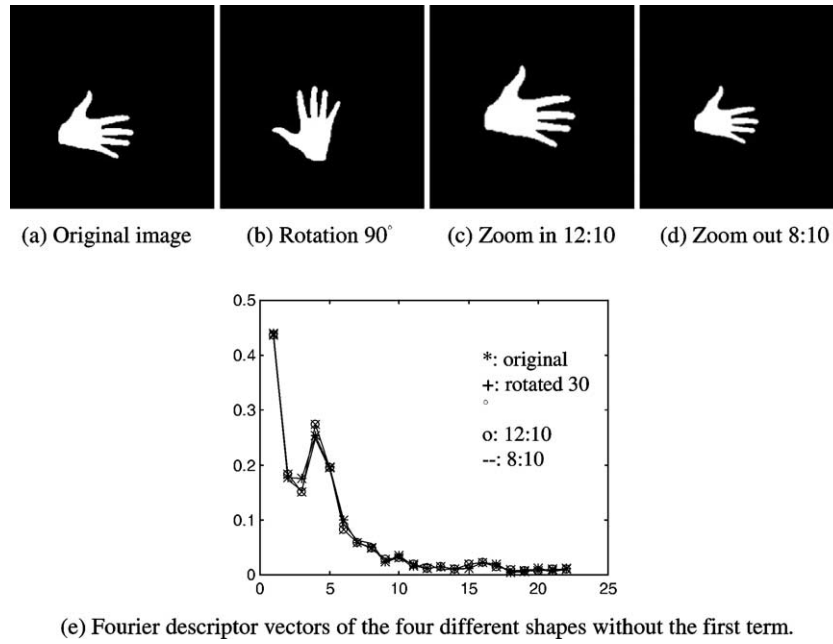 (a) Original image
(b) Rotation 90°
(c) Zoom in 12:10
(d) Zoom out 8:10
0.5
0.4
0.3
0.2
0.1
0
*: original
+: rotated 30
°
o: 12:10
--: 8:10
0 5 10 15 20 25
(e) Fourier descriptor vectors of the four different shapes without the first term.